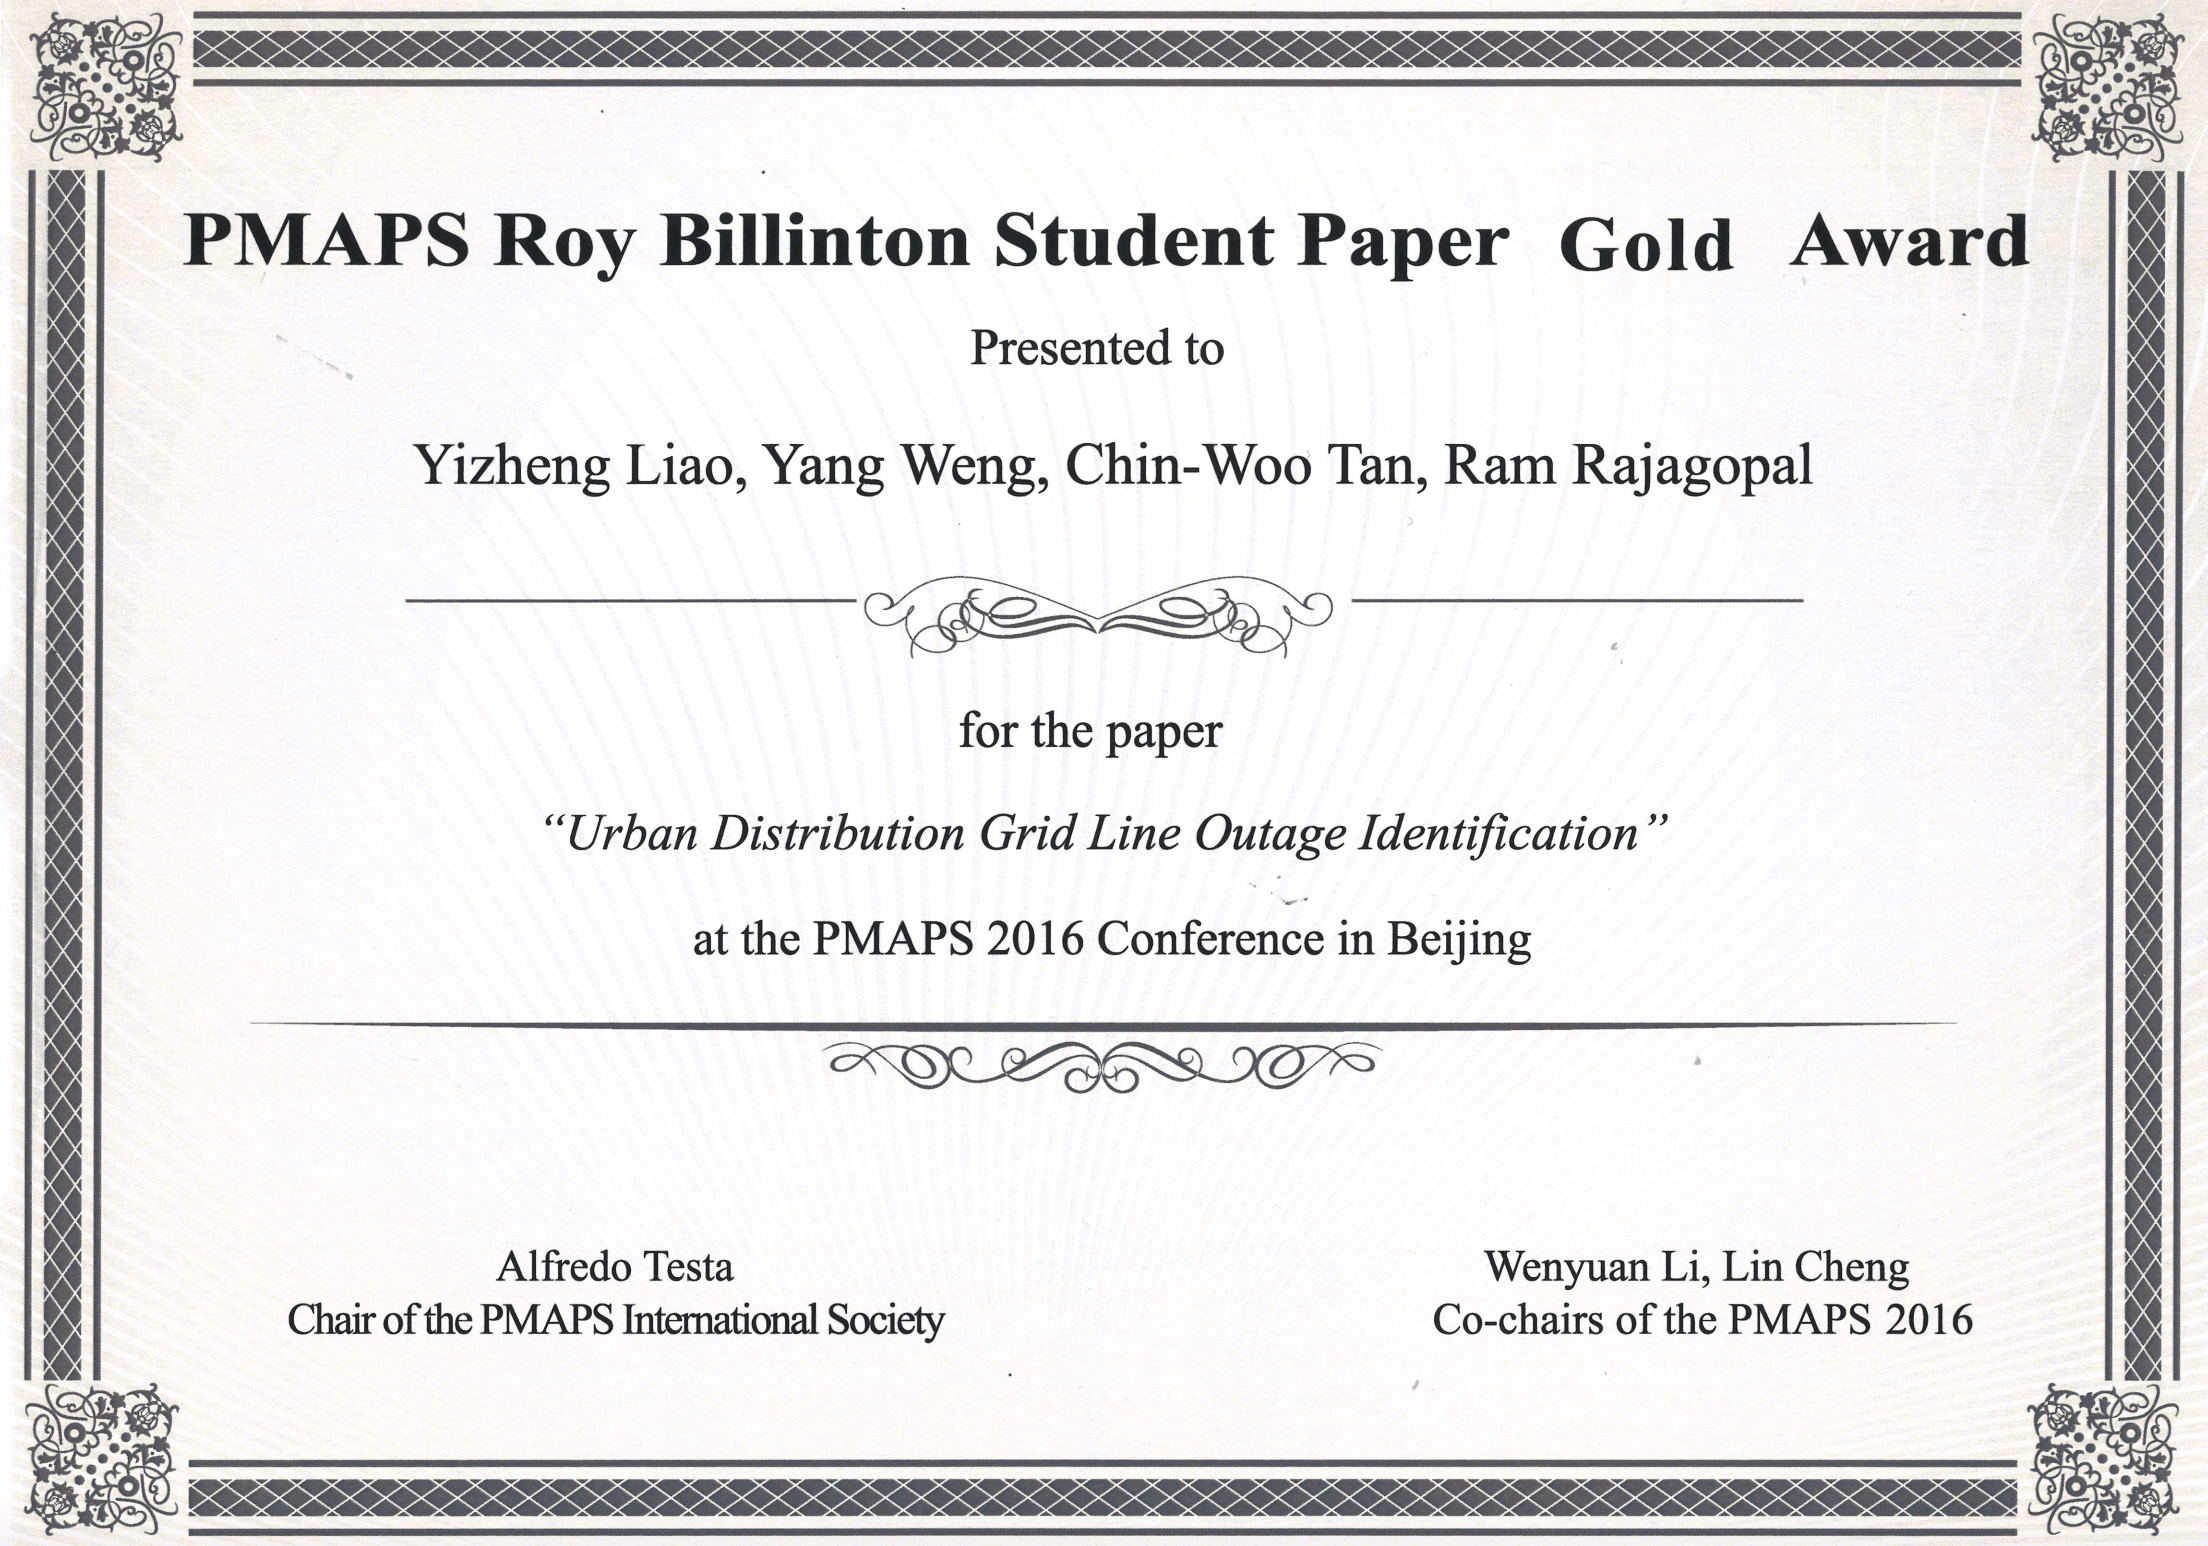 PMAPS Roy Billinton Student Paper Gold Award
Presented to
Yizheng Liao, Yang Weng, Chin-Woo Tan, Ram Rajagopal
for the paper
“Urban Distribution Grid Line Outage Identification”
at the PMAPS 2016 Conference in Beijing
Alfredo Testa
Chair of the PMAPS International Society
Wenyuan Li, Lin Cheng
Co-chairs of the PMAPS 2016